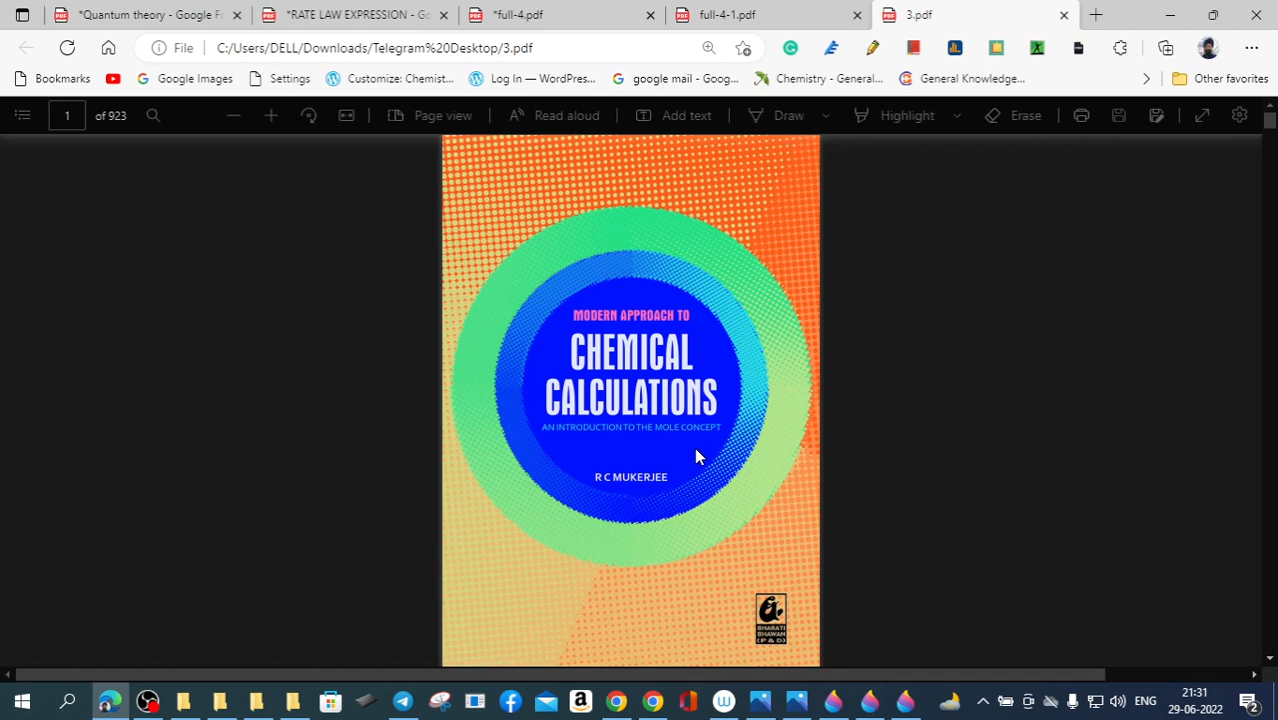 *Quantum theory - Google Fo
*RATE LAW EXPRESSION - Go
*full-4.pdf
full-4-1.pdf
3.pdf
File
C:/Users/DELL/Downloads/Telegram%20Desktop/3.pdf
Bookmarks
Google Images
Settings
Customize: Chemist...
Log In — WordPres...
google mail - Goog...
Chemistry - General...
General Knowledge...
Other favorites
1 of 923
Page view
Read aloud
Add text
Draw
Highlight
Erase
MODERN APPROACH TO
CHEMICAL
CALCULATIONS
AN INTRODUCTION TO THE MOLE CONCEPT
R C MUKERJEE
BHARATI
BHAWAN
(P & D)
ENG
21:31
29-06-2022
2